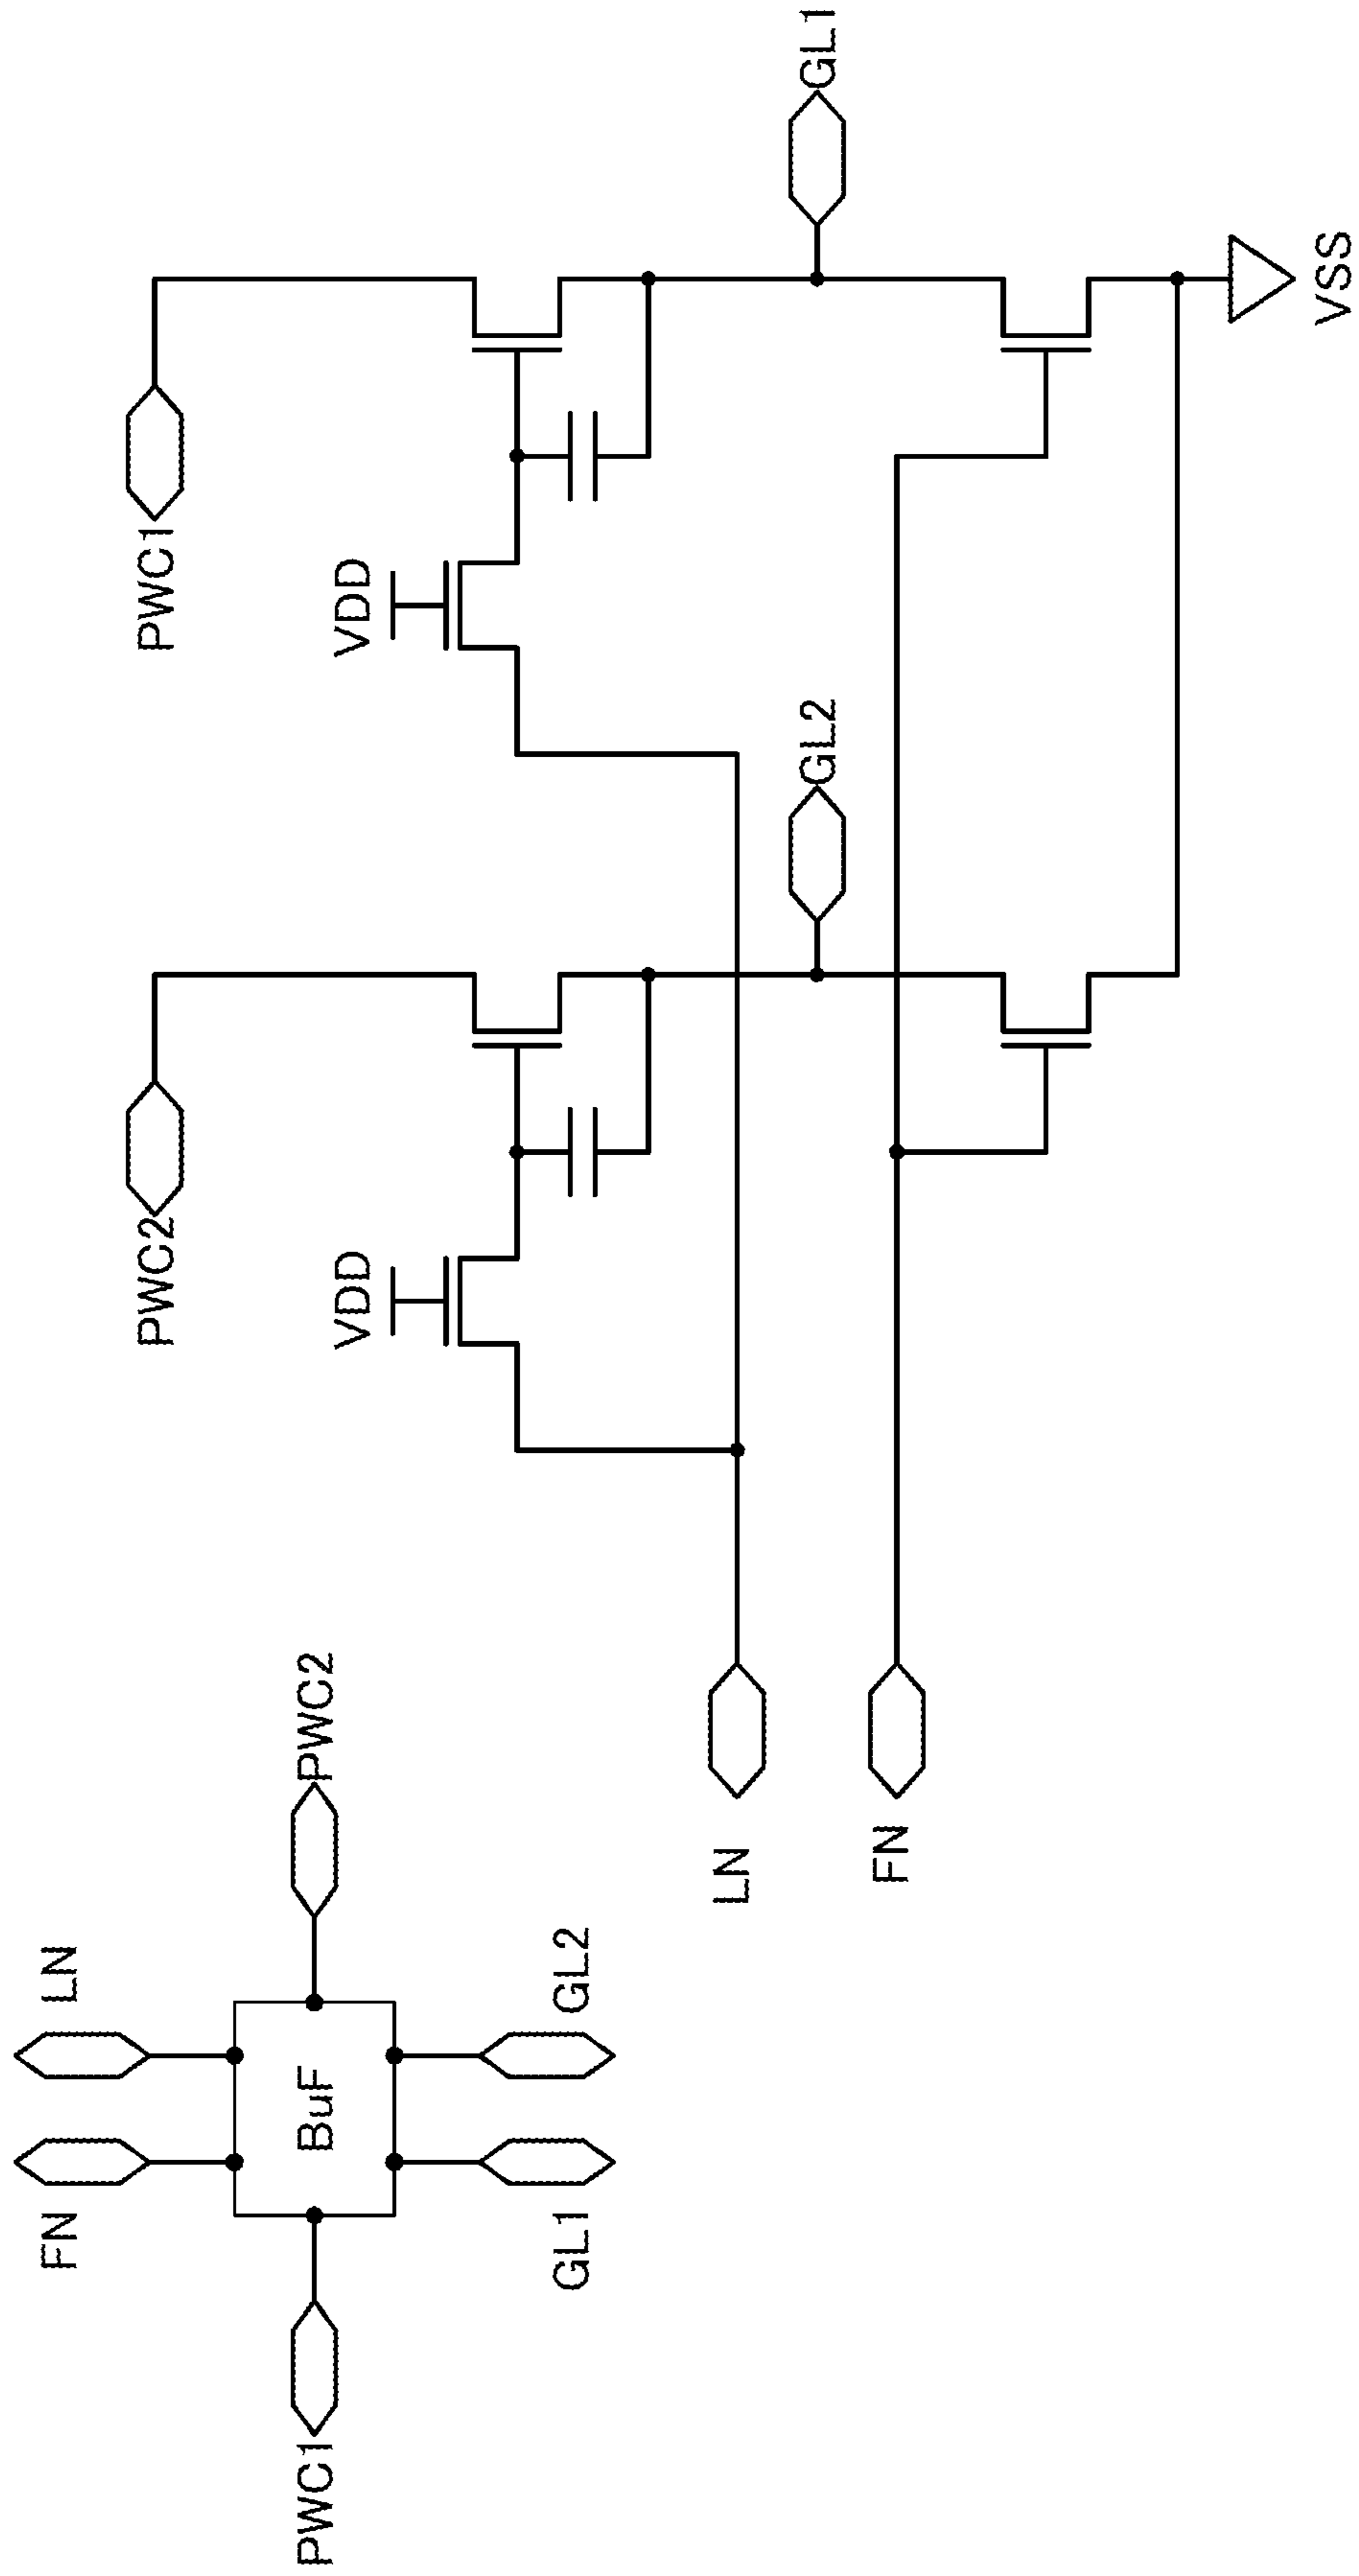 LN
FN
BuF
PWC2
PWC1
GL2
GL1
PWC2
PWC1
VDD
VDD
LN
FN
GL2
GL1
VSS